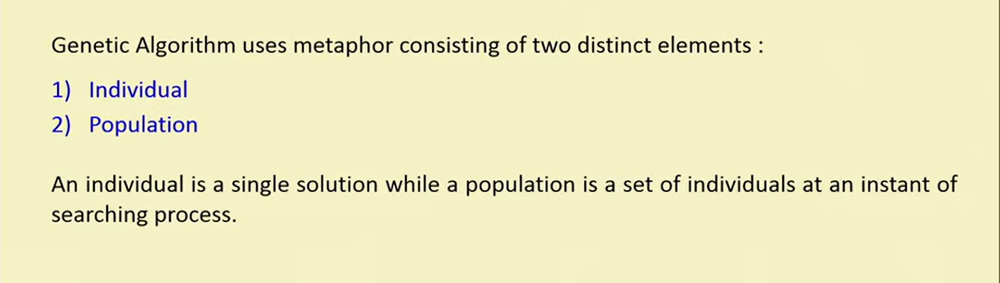 Genetic Algorithm uses metaphor consisting of two distinct elements :
1) Individual
2) Population
An individual is a single solution while a population is a set of individuals at an instant of
searching process.